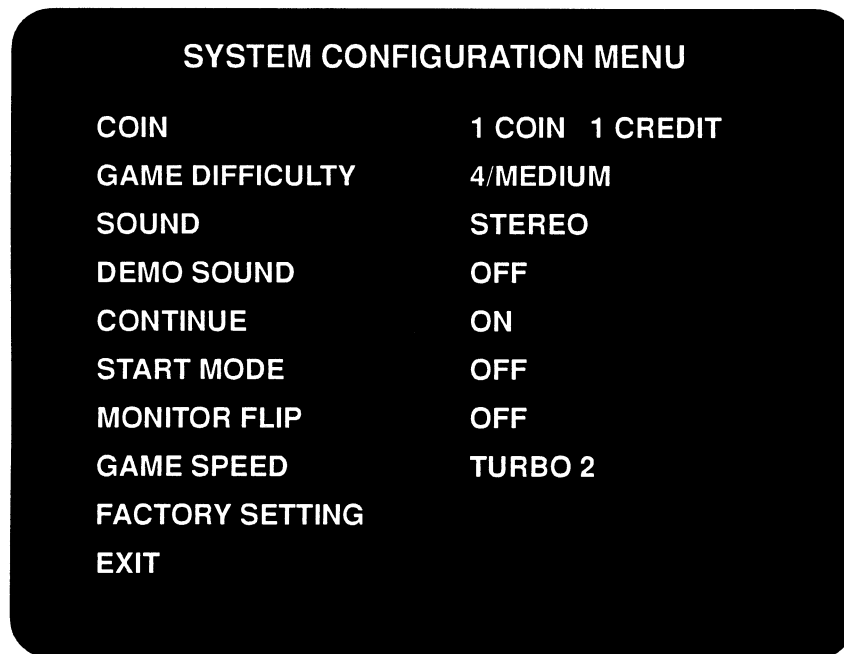 SYSTEM CONFIGURATION MENU
COIN 1 COIN 1 CREDIT
GAME DIFFICULTY 4/MEDIUM
SOUND STEREO
DEMO SOUND OFF
CONTINUE ON
START MODE OFF
MONITOR FLIP OFF
GAME SPEED TURBO 2
FACTORY SETTING
EXIT